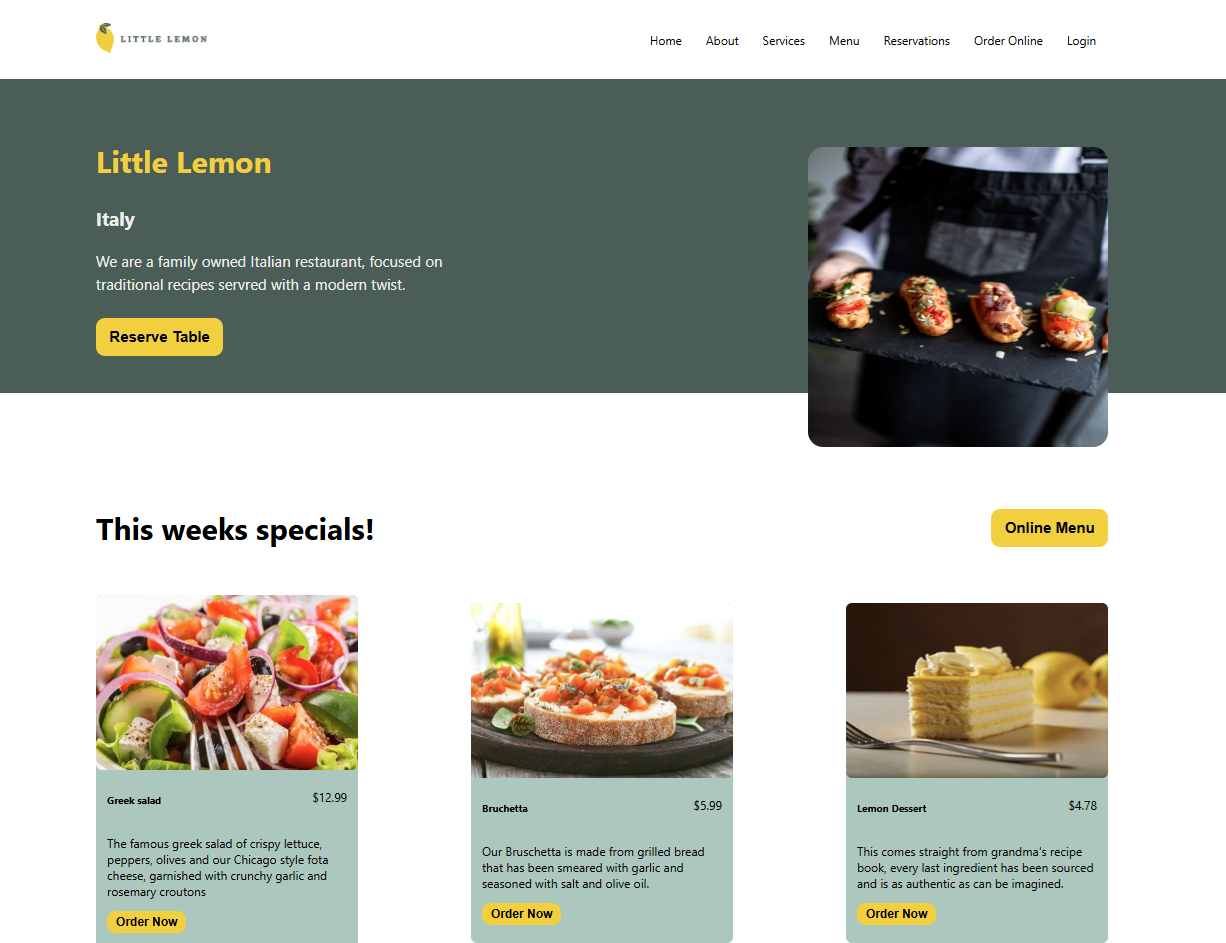 LITTLE LEMON
Home About Services Menu Reservations Order Online Login
Little Lemon
Italy
We are a family owned Italian restaurant, focused on
traditional recipes servred with a modern twist.
Reserve Table
This weeks specials!
Online Menu
Greek salad $12.99
The famous greek salad of crispy lettuce,
peppers, olives and our Chicago style fota
cheese, garnished with crunchy garlic and
rosemary croutons
Order Now
Bruchetta $5.99
Our Bruschetta is made from grilled bread
that has been smeared with garlic and
seasoned with salt and olive oil.
Order Now
Lemon Dessert $4.78
This comes straight from grandma's recipe
book, every last ingredient has been sourced
and is as authentic as can be imagined.
Order Now